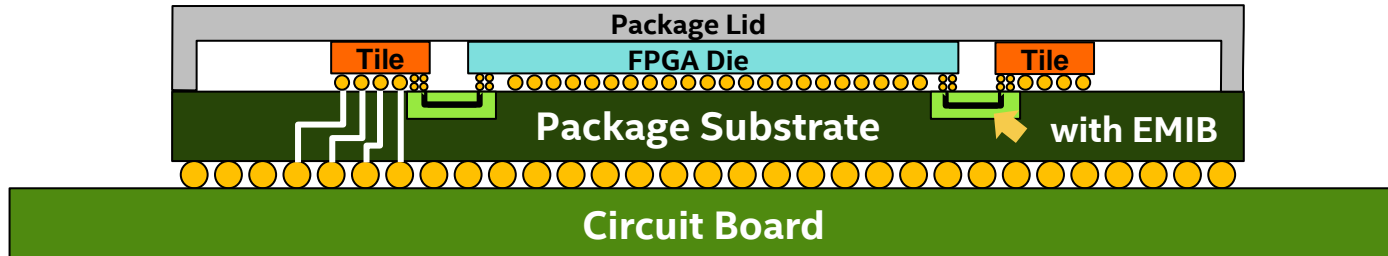 Package Lid
Tile
FPGA Die
Tile
Package Substrate
with EMIB
Circuit Board